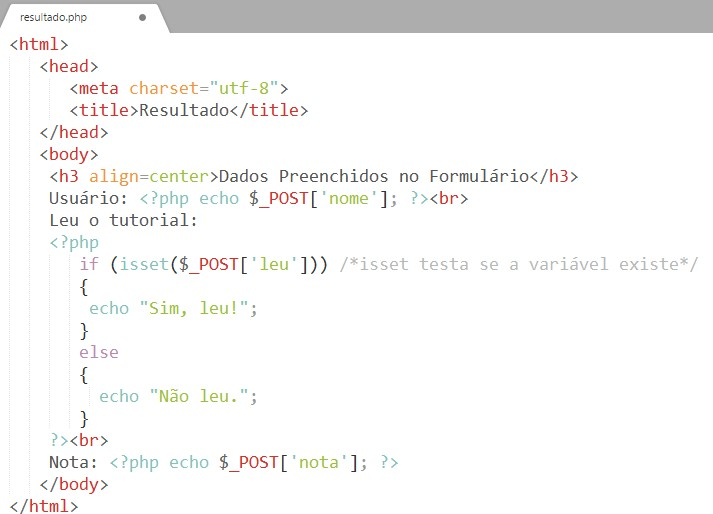 resultado.php
<html>
<head>
<meta charset="utf-8">
<title>Resultado</title>
</head>
<body>
<h3 align=center>Dados Preenchidos no Formulário</h3>
Usuário: <?php echo $_POST['nome']; ?><br>
Leu o tutorial:
<?php
if (isset($_POST['leu'])) /*isset testa se a variável existe*/
{
echo "Sim, leu!";
}
else
{
echo "Não leu.";
}
?><br>
Nota: <?php echo $_POST['nota']; ?>
</body>
</html>